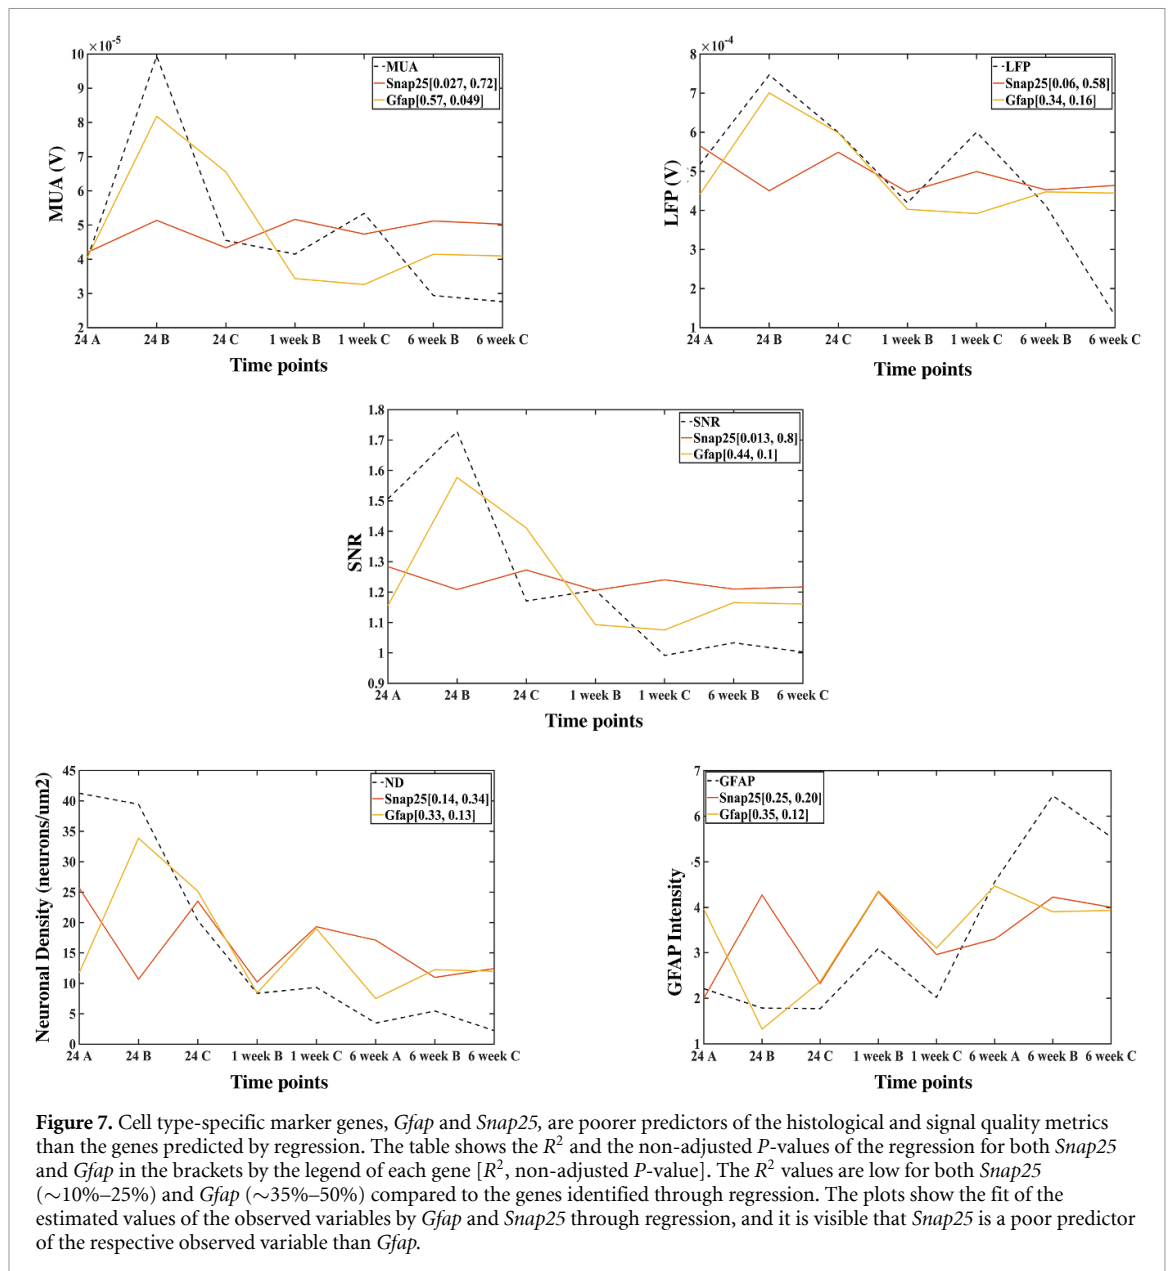 ×10⁻⁵
MUA
Snap25[0.027, 0.72]
Gfap[0.57, 0.049]
10
9
8
7
6
5
4
3
2
MUA (V)
24 A 24 B 24 C 1 week B 1 week C 6 week B 6 week C
Time points
×10⁻⁴
LFP
Snap25[0.06, 0.58]
Gfap[0.34, 0.16]
8
7
6
5
4
3
2
1
LFP (V)
24 A 24 B 24 C 1 week B 1 week C 6 week B 6 week C
Time points
SNR
Snap25[0.013, 0.8]
Gfap[0.44, 0.1]
1.8
1.7
1.6
1.5
1.4
1.3
1.2
1.1
1
0.9
SNR
24 A 24 B 24 C 1 week B 1 week C 6 week B 6 week C
Time points
ND
Snap25[0.14, 0.34]
Gfap[0.33, 0.13]
45
40
35
30
25
20
15
10
5
0
Neuronal Density (neurons/um2)
24 A 24 B 24 C 1 week B 1 week C 6 week A 6 week B 6 week C
Time points
GFAP
Snap25[0.25, 0.20]
Gfap[0.35, 0.12]
7
6
5
4
3
2
1
GFAP Intensity
24 A 24 B 24 C 1 week B 1 week C 6 week A 6 week B 6 week C
Time points
Figure 7. Cell type-specific marker genes, Gfap and Snap25, are poorer predictors of the histological and signal quality metrics
than the genes predicted by regression. The table shows the R² and the non-adjusted P-values of the regression for both Snap25
and Gfap in the brackets by the legend of each gene [R², non-adjusted P-value]. The R² values are low for both Snap25
(∼10%–25%) and Gfap (∼35%–50%) compared to the genes identified through regression. The plots show the fit of the
estimated values of the observed variables by Gfap and Snap25 through regression, and it is visible that Snap25 is a poor predictor
of the respective observed variable than Gfap.